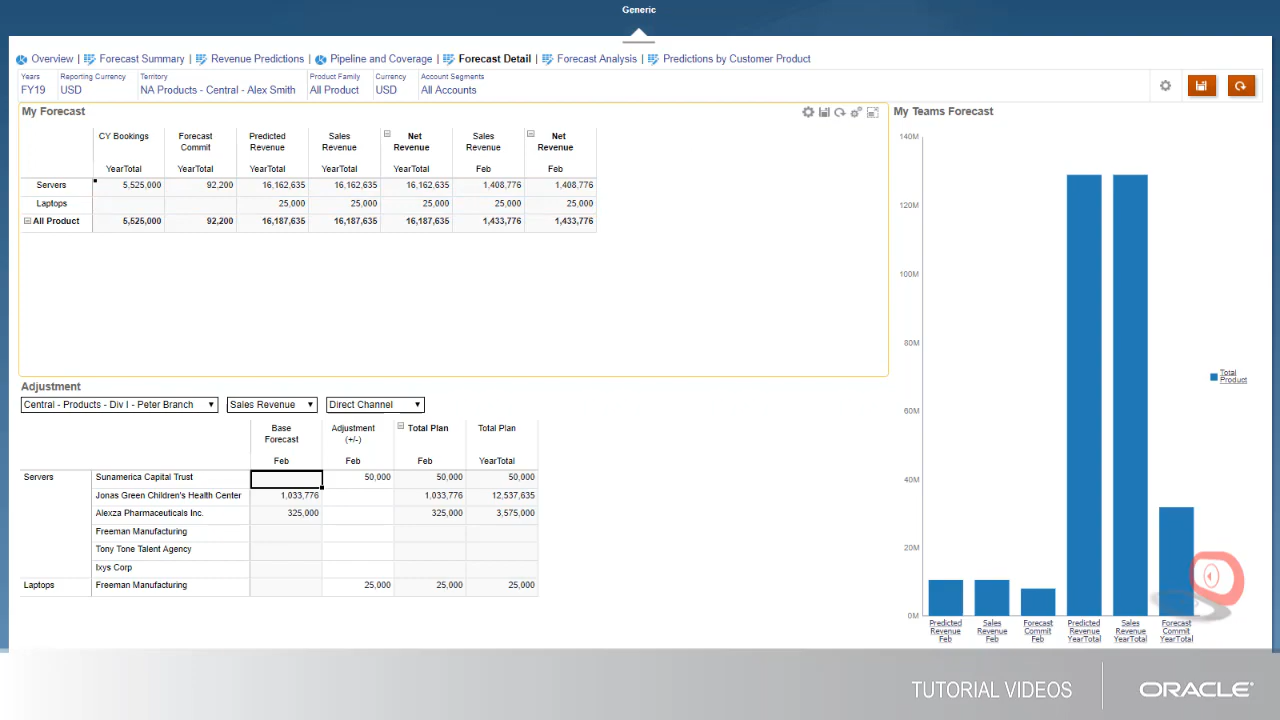 Generic
Overview | Forecast Summary | Revenue Predictions | Pipeline and Coverage | Forecast Detail | Forecast Analysis | Predictions by Customer Product
Years Reporting Currency Territory Product Family Currency Account Segments
FY19 USD NA Products - Central - Alex Smith All Product USD All Accounts
My Forecast
CY Bookings Forecast Commit Predicted Revenue Sales Revenue Net Revenue Sales Revenue Net Revenue
YearTotal YearTotal YearTotal YearTotal YearTotal Feb Feb
Servers 5,525,000 92,200 16,162,635 16,162,635 16,162,635 1,408,776 1,408,776
Laptops 25,000 25,000 25,000 25,000 25,000
All Product 5,525,000 92,200 16,187,635 16,187,635 16,187,635 1,433,776 1,433,776
Adjustment
Central - Products - Div I - Peter Branch Sales Revenue Direct Channel
Base Forecast Adjustment (+/-) Total Plan Total Plan
Feb Feb Feb YearTotal
Servers Sunamerica Capital Trust 50,000 50,000 50,000
Jonas Green Children's Health Center 1,033,776 1,033,776 12,537,635
Alexza Pharmaceuticals Inc. 325,000 325,000 3,575,000
Freeman Manufacturing
Tony Tone Talent Agency
Ixys Corp
Laptops Freeman Manufacturing 25,000 25,000 25,000
My Teams Forecast
140M
120M
100M
80M
60M
40M
20M
0M
Predicted Revenue Feb
Sales Revenue Feb
Forecast Commit Feb
Predicted Revenue YearTotal
Sales Revenue YearTotal
Forecast Commit YearTotal
Total Product
TUTORIAL VIDEOS
ORACLE